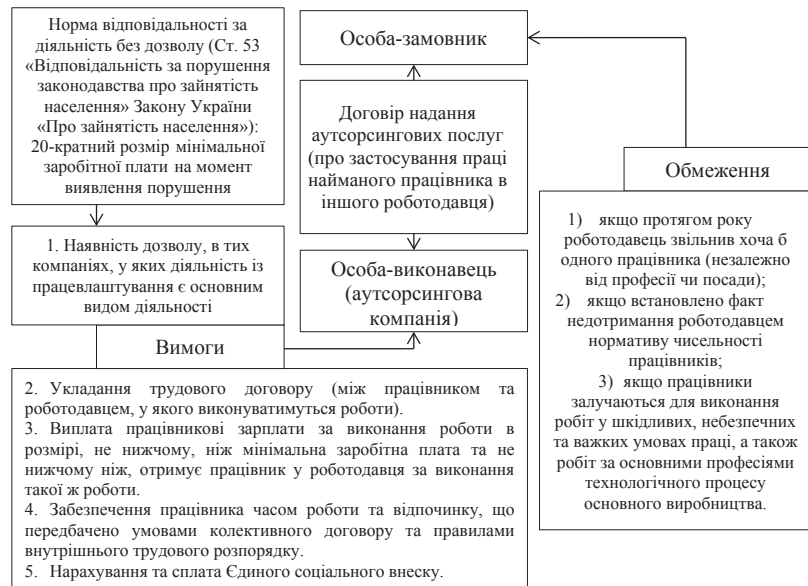 Норма відповідальності за
діяльність без дозволу (Ст. 53
«Відповідальність за порушення
законодавства про зайнятість
населення» Закону України
«Про зайнятість населення»):
20-кратний розмір мінімальної
заробітної плати на момент
виявлення порушення
Особа-замовник
Договір надання
аутсорсингових послуг
(про застосування праці
найманого працівника в
іншого роботодавця)
Обмеження
1. Наявність дозволу, в тих
компаніях, у яких діяльність із
працевлаштування є основним
видом діяльності
Особа-виконавець
(аутсорсингова
компанія)
Вимоги
2. Укладання трудового договору (між працівником та
роботодавцем, у якого виконуватимуться роботи).
3. Виплата працівникові зарплати за виконання роботи в
розмірі, не нижчому, ніж мінімальна заробітна плата та не
нижчому ніж, отримує працівник у роботодавця за виконання
такої ж роботи.
4. Забезпечення працівника часом роботи та відпочинку, що
передбачено умовами колективного договору та правилами
внутрішнього трудового розпорядку.
5. Нарахування та сплата Єдиного соціального внеску.
1) якщо протягом року
роботодавець звільнив хоча б
одного працівника (незалежно
від професії чи посади);
2) якщо встановлено факт
недотримання роботодавцем
нормативу чисельності
працівників;
3) якщо працівники
залучаються для виконання
робіт у шкідливих, небезпечних
та важких умовах праці, а також
робіт за основними професіями
технологічного процесу
основного виробництва.